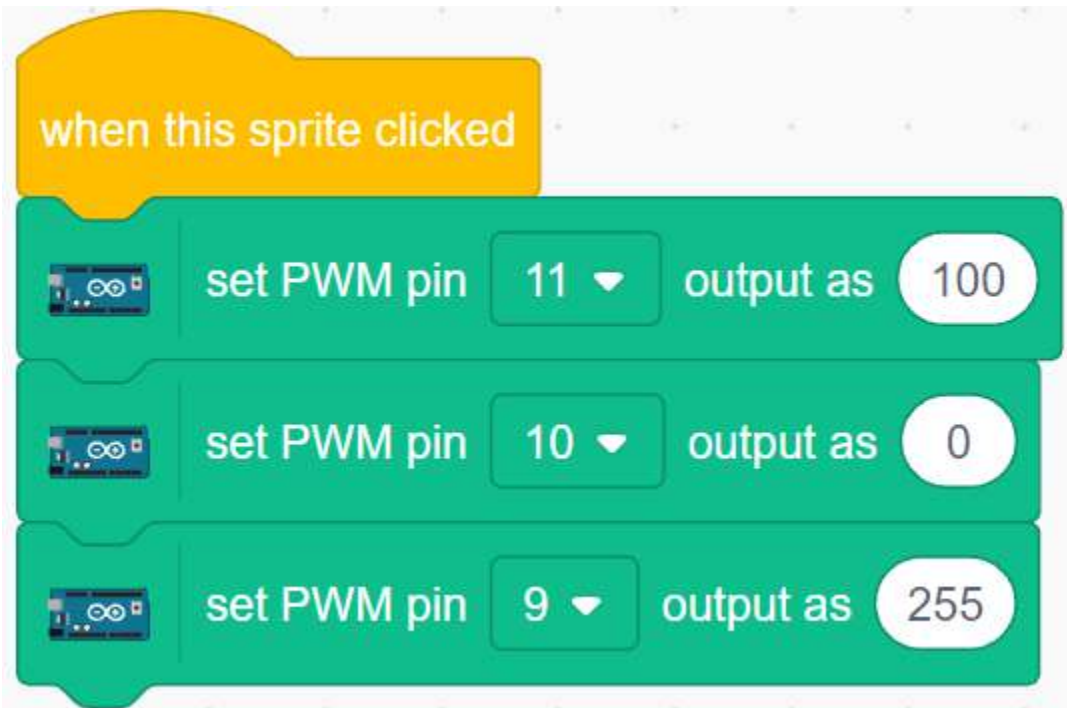 when this sprite clicked
set PWM pin 11 output as 100
set PWM pin 10 output as 0
set PWM pin 9 output as 255